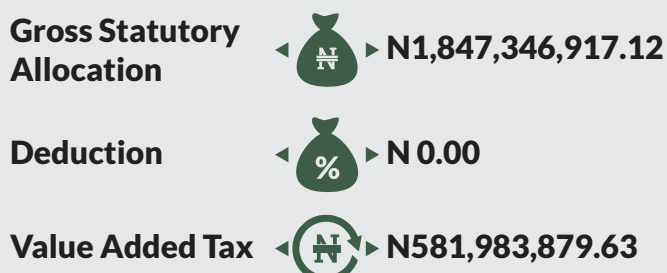 Gross Statutory
Allocation
₦
N1,847,346,917.12
Deduction
%
N 0.00
Value Added Tax
₦
N581,983,879.63